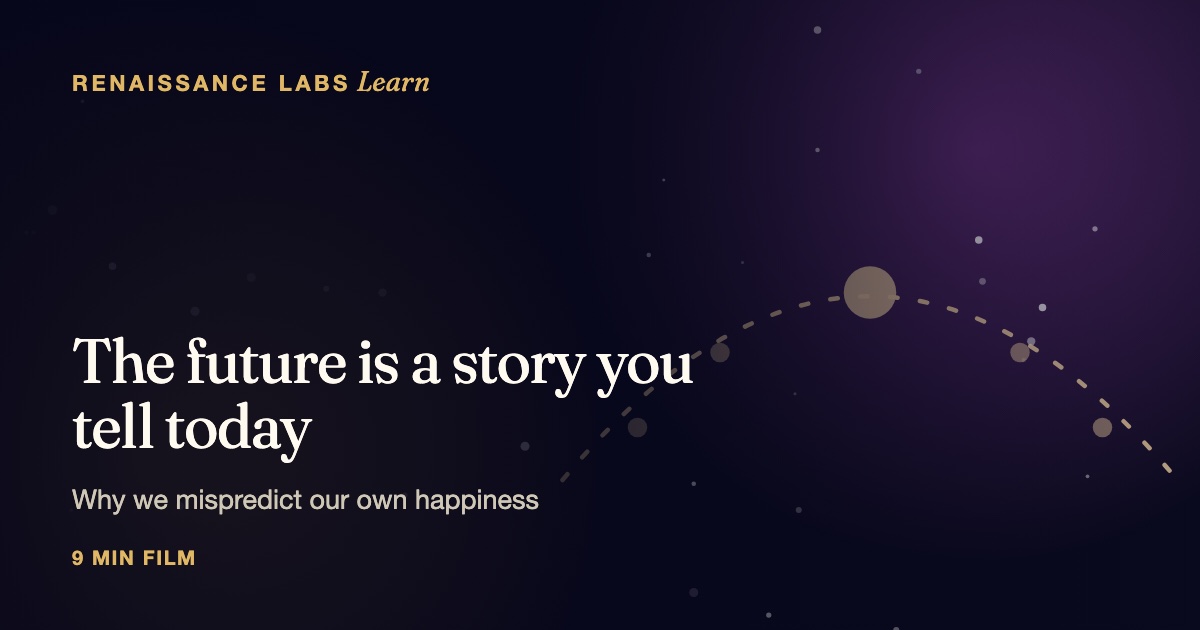 RENAISSANCE LABS Learn
The future is a story you
tell today
Why we mispredict our own happiness
9 MIN FILM